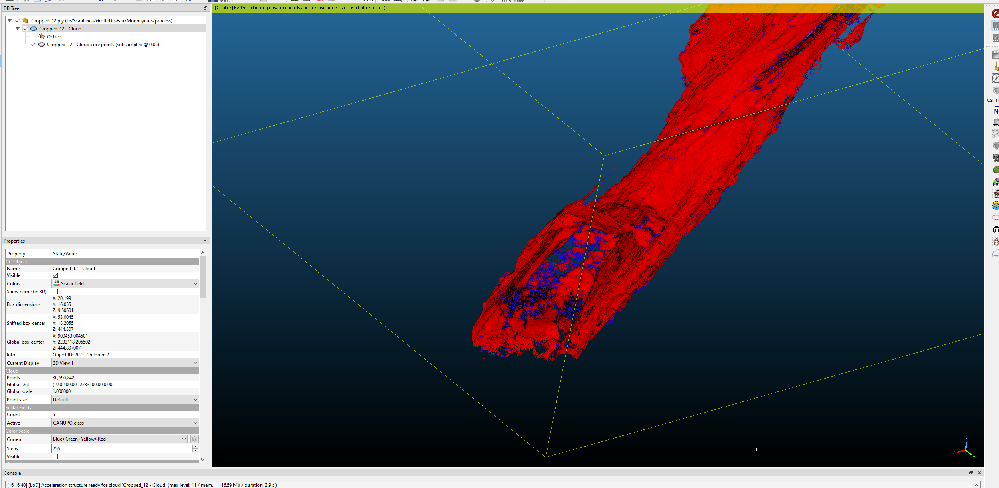 DB Tree
[GL filter] EyeDome Lighting (disable normals and increase points size for a better result!)
Cropped_12.ply (D:/ScanLeica/GrotteDesFauxMonnayeurs/process)
Cropped_12 - Cloud
Octree
Cropped_12 - Cloud.core points (subsampled @ 0.05)
CSF Fi
N
Properties
Property State/Value
CC Object
Name Cropped_12 - Cloud
Visible
Colors SF Scalar field
Show name (in 3D)
Box dimensions
X: 20.199
Y: 16.055
Z: 9.50601
Shifted box center
X: 53.0045
Y: 18.2055
Z: 444.807
Global box center
X: 900453.004501
Y: 2233118.205502
Z: 444.807007
Info Object ID: 262 - Children: 2
Current Display 3D View 1
Cloud
Points 36,690,242
Global shift (-900400.00;-2233100.00;0.00)
Global scale 1.000000
Point size Default
Scalar Fields
Count 5
Active CANUPO.class
Color Scale
Current Blue>Green>Yellow>Red
Steps 256
Visible
5
Z
X
Y
Console
[16:16:40] [LoD] Acceleration structure ready for cloud 'Cropped_12 - Cloud' (max level: 11 / mem. = 116.59 Mb / duration: 3.9 s.)